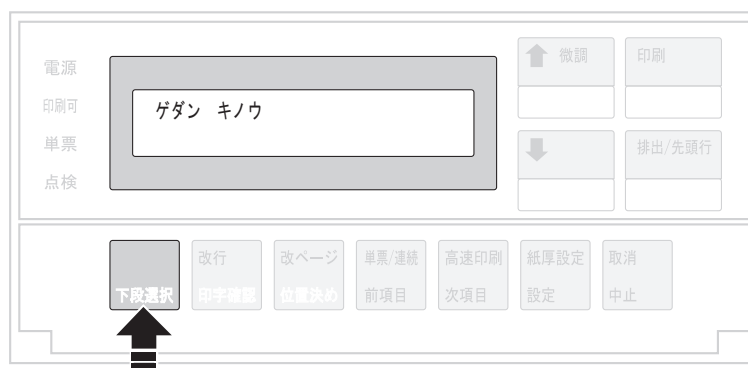 電源
印刷可
単票
点検
ゲダン キノウ
微調
印刷
排出/先頭行
下段選択
改行
印字確認
改ページ
位置決め
単票/連続
前項目
高速印刷
次項目
紙厚設定
設定
取消
中止